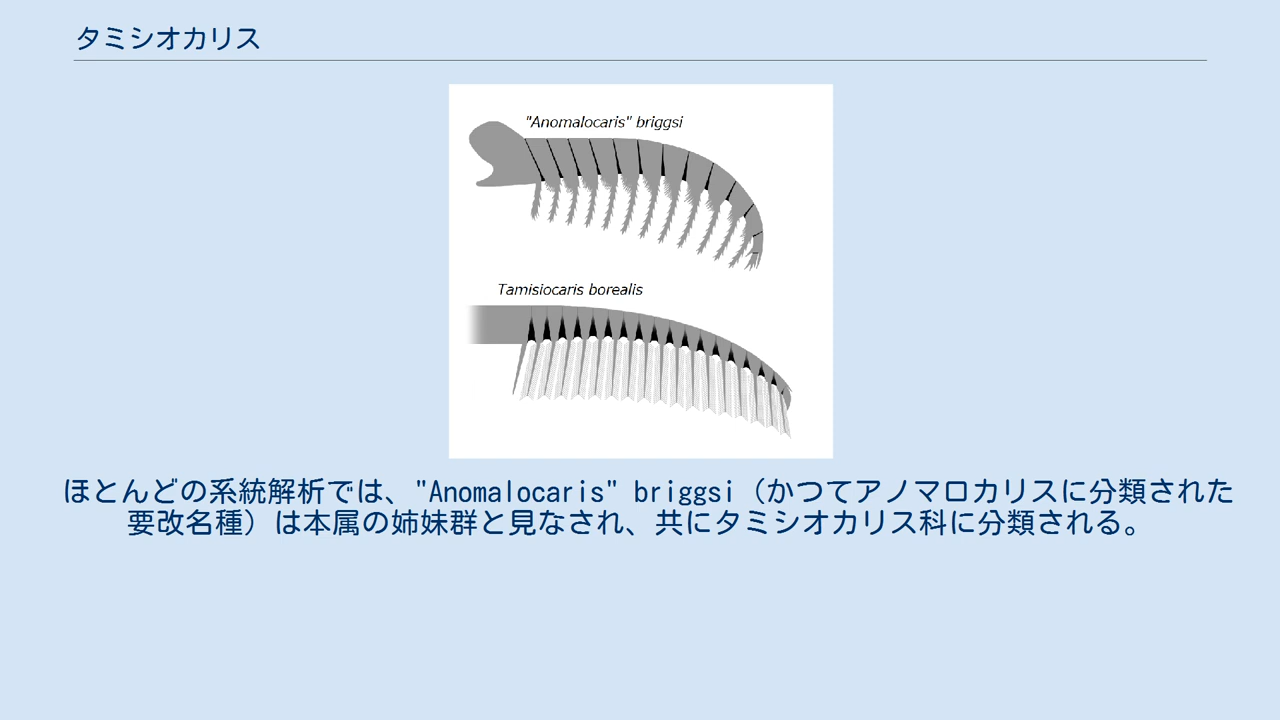 タミシオカリス
"Anomalocaris" briggsi
Tamisiocaris borealis
ほとんどの系統解析では、"Anomalocaris" briggsi（かつてアノマロカリスに分類された
要改名種）は本属の姉妹群と見なされ、共にタミシオカリス科に分類される。